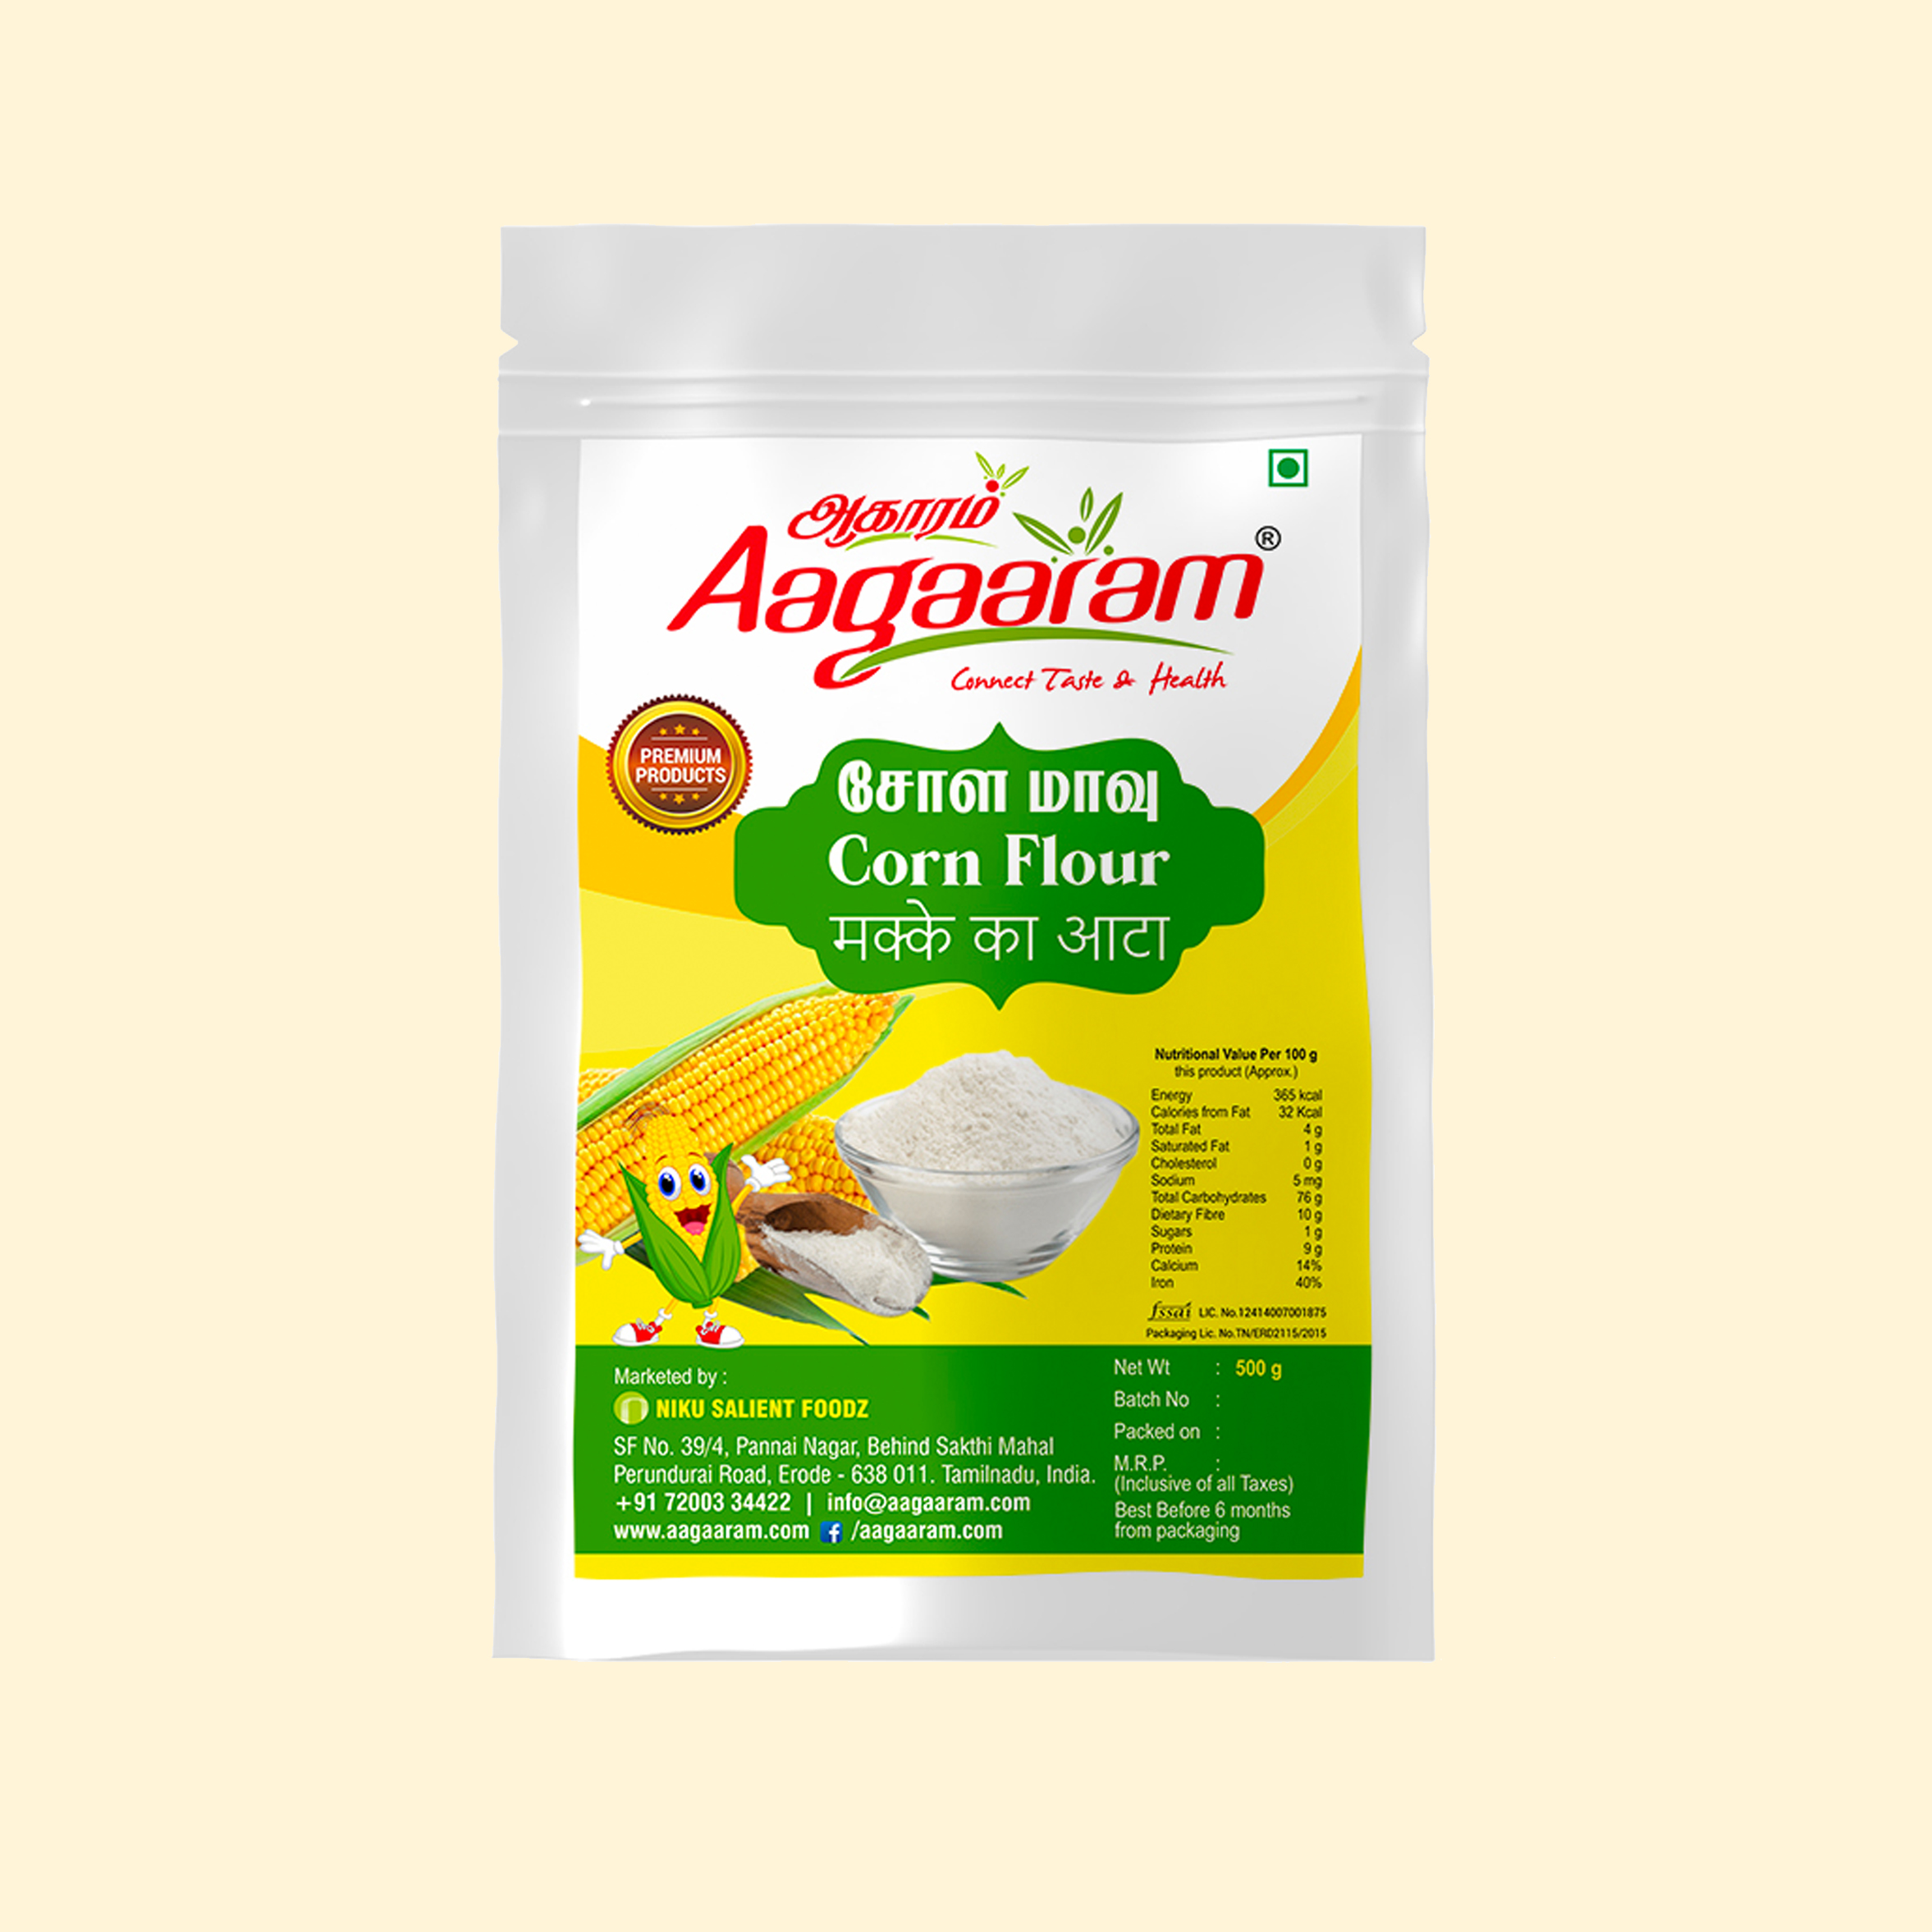 ஆகாரம்
Aagaaram ®
Connect Taste & Health
PREMIUM
PRODUCTS
சோள மாவு
Corn Flour
मक्के का आटा
Nutritional Value Per 100 g
this product (Approx.)
Energy 365 kcal
Calories from Fat 32 Kcal
Total Fat 4 g
Saturated Fat 1 g
Cholesterol 0 g
Sodium 5 mg
Total Carbohydrates 76 g
Dietary Fibre 10 g
Sugars 1 g
Protein 9 g
Calcium 14%
Iron 40%
fssai LIC. No.12414007001875
Packaging Lic. No.TN/ERD2115/2015
Marketed by :
NIKU SALIENT FOODZ
SF No. 39/4, Pannai Nagar, Behind Sakthi Mahal
Perundurai Road, Erode - 638 011. Tamilnadu, India.
+91 72003 34422 | info@aagaaram.com
www.aagaaram.com f /aagaaram.com
Net Wt : 500 g
Batch No :
Packed on :
M.R.P. :
(Inclusive of all Taxes)
Best Before 6 months
from packaging